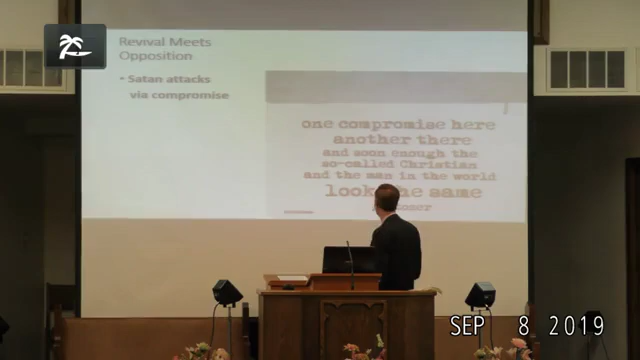 Revival Meets
Opposition
• Satan attacks
via compromise
one compromise here
another there
and soon enough the
so-called Christian
and the man in the world
look the same
SEP 8 2019